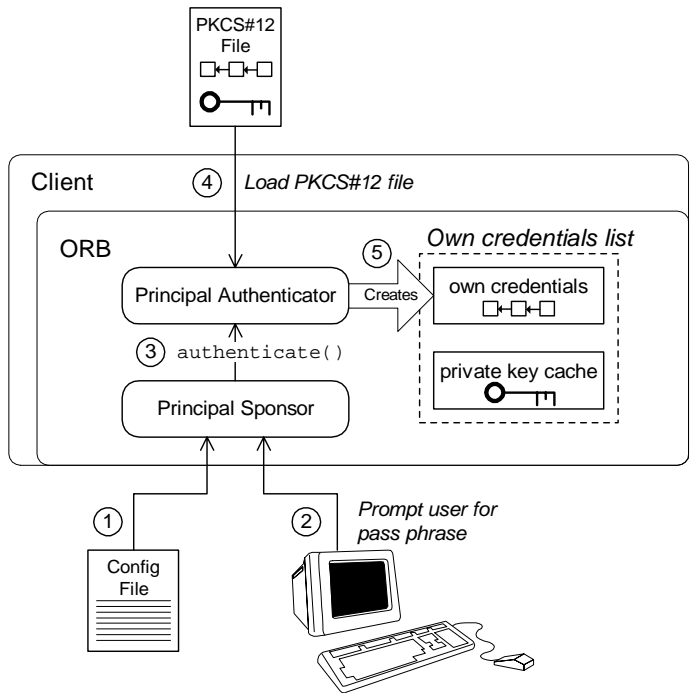 PKCS#12
File
Client
4
Load PKCS#12 file
ORB
5
Own credentials list
Principal Authenticator
Creates
own credentials
3
authenticate()
private key cache
Principal Sponsor
1
2
Prompt user for
pass phrase
Config
File